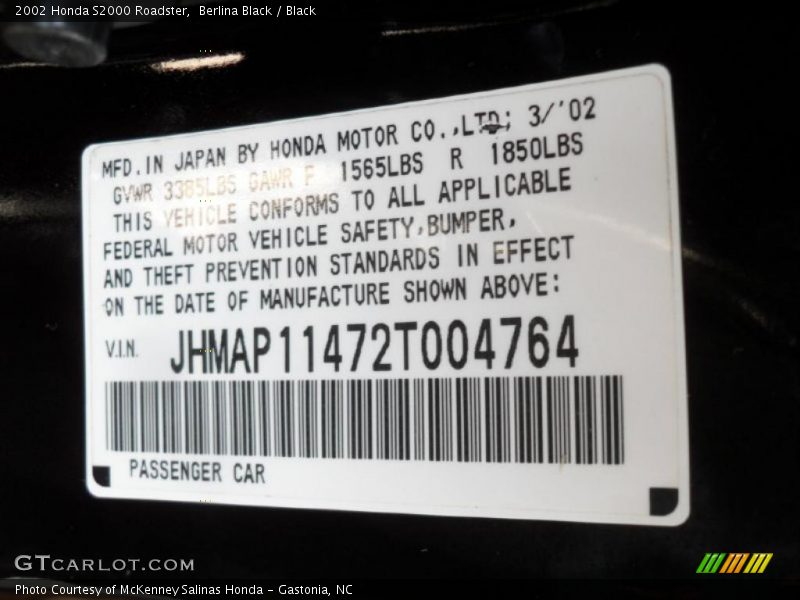 2002 Honda S2000 Roadster,  Berlina Black / Black
MFD. IN JAPAN BY HONDA MOTOR CO., LTD; 3/'02
GVWR 3385LBS GAWR F 1565LBS R 1850LBS
THIS VEHICLE CONFORMS TO ALL APPLICABLE
FEDERAL MOTOR VEHICLE SAFETY, BUMPER,
AND THEFT PREVENTION STANDARDS IN EFFECT
ON THE DATE OF MANUFACTURE SHOWN ABOVE:
V.I.N. JHMAP11472T004764
PASSENGER CAR
GTCARLOT.COM
Photo Courtesy of McKenney Salinas Honda - Gastonia, NC